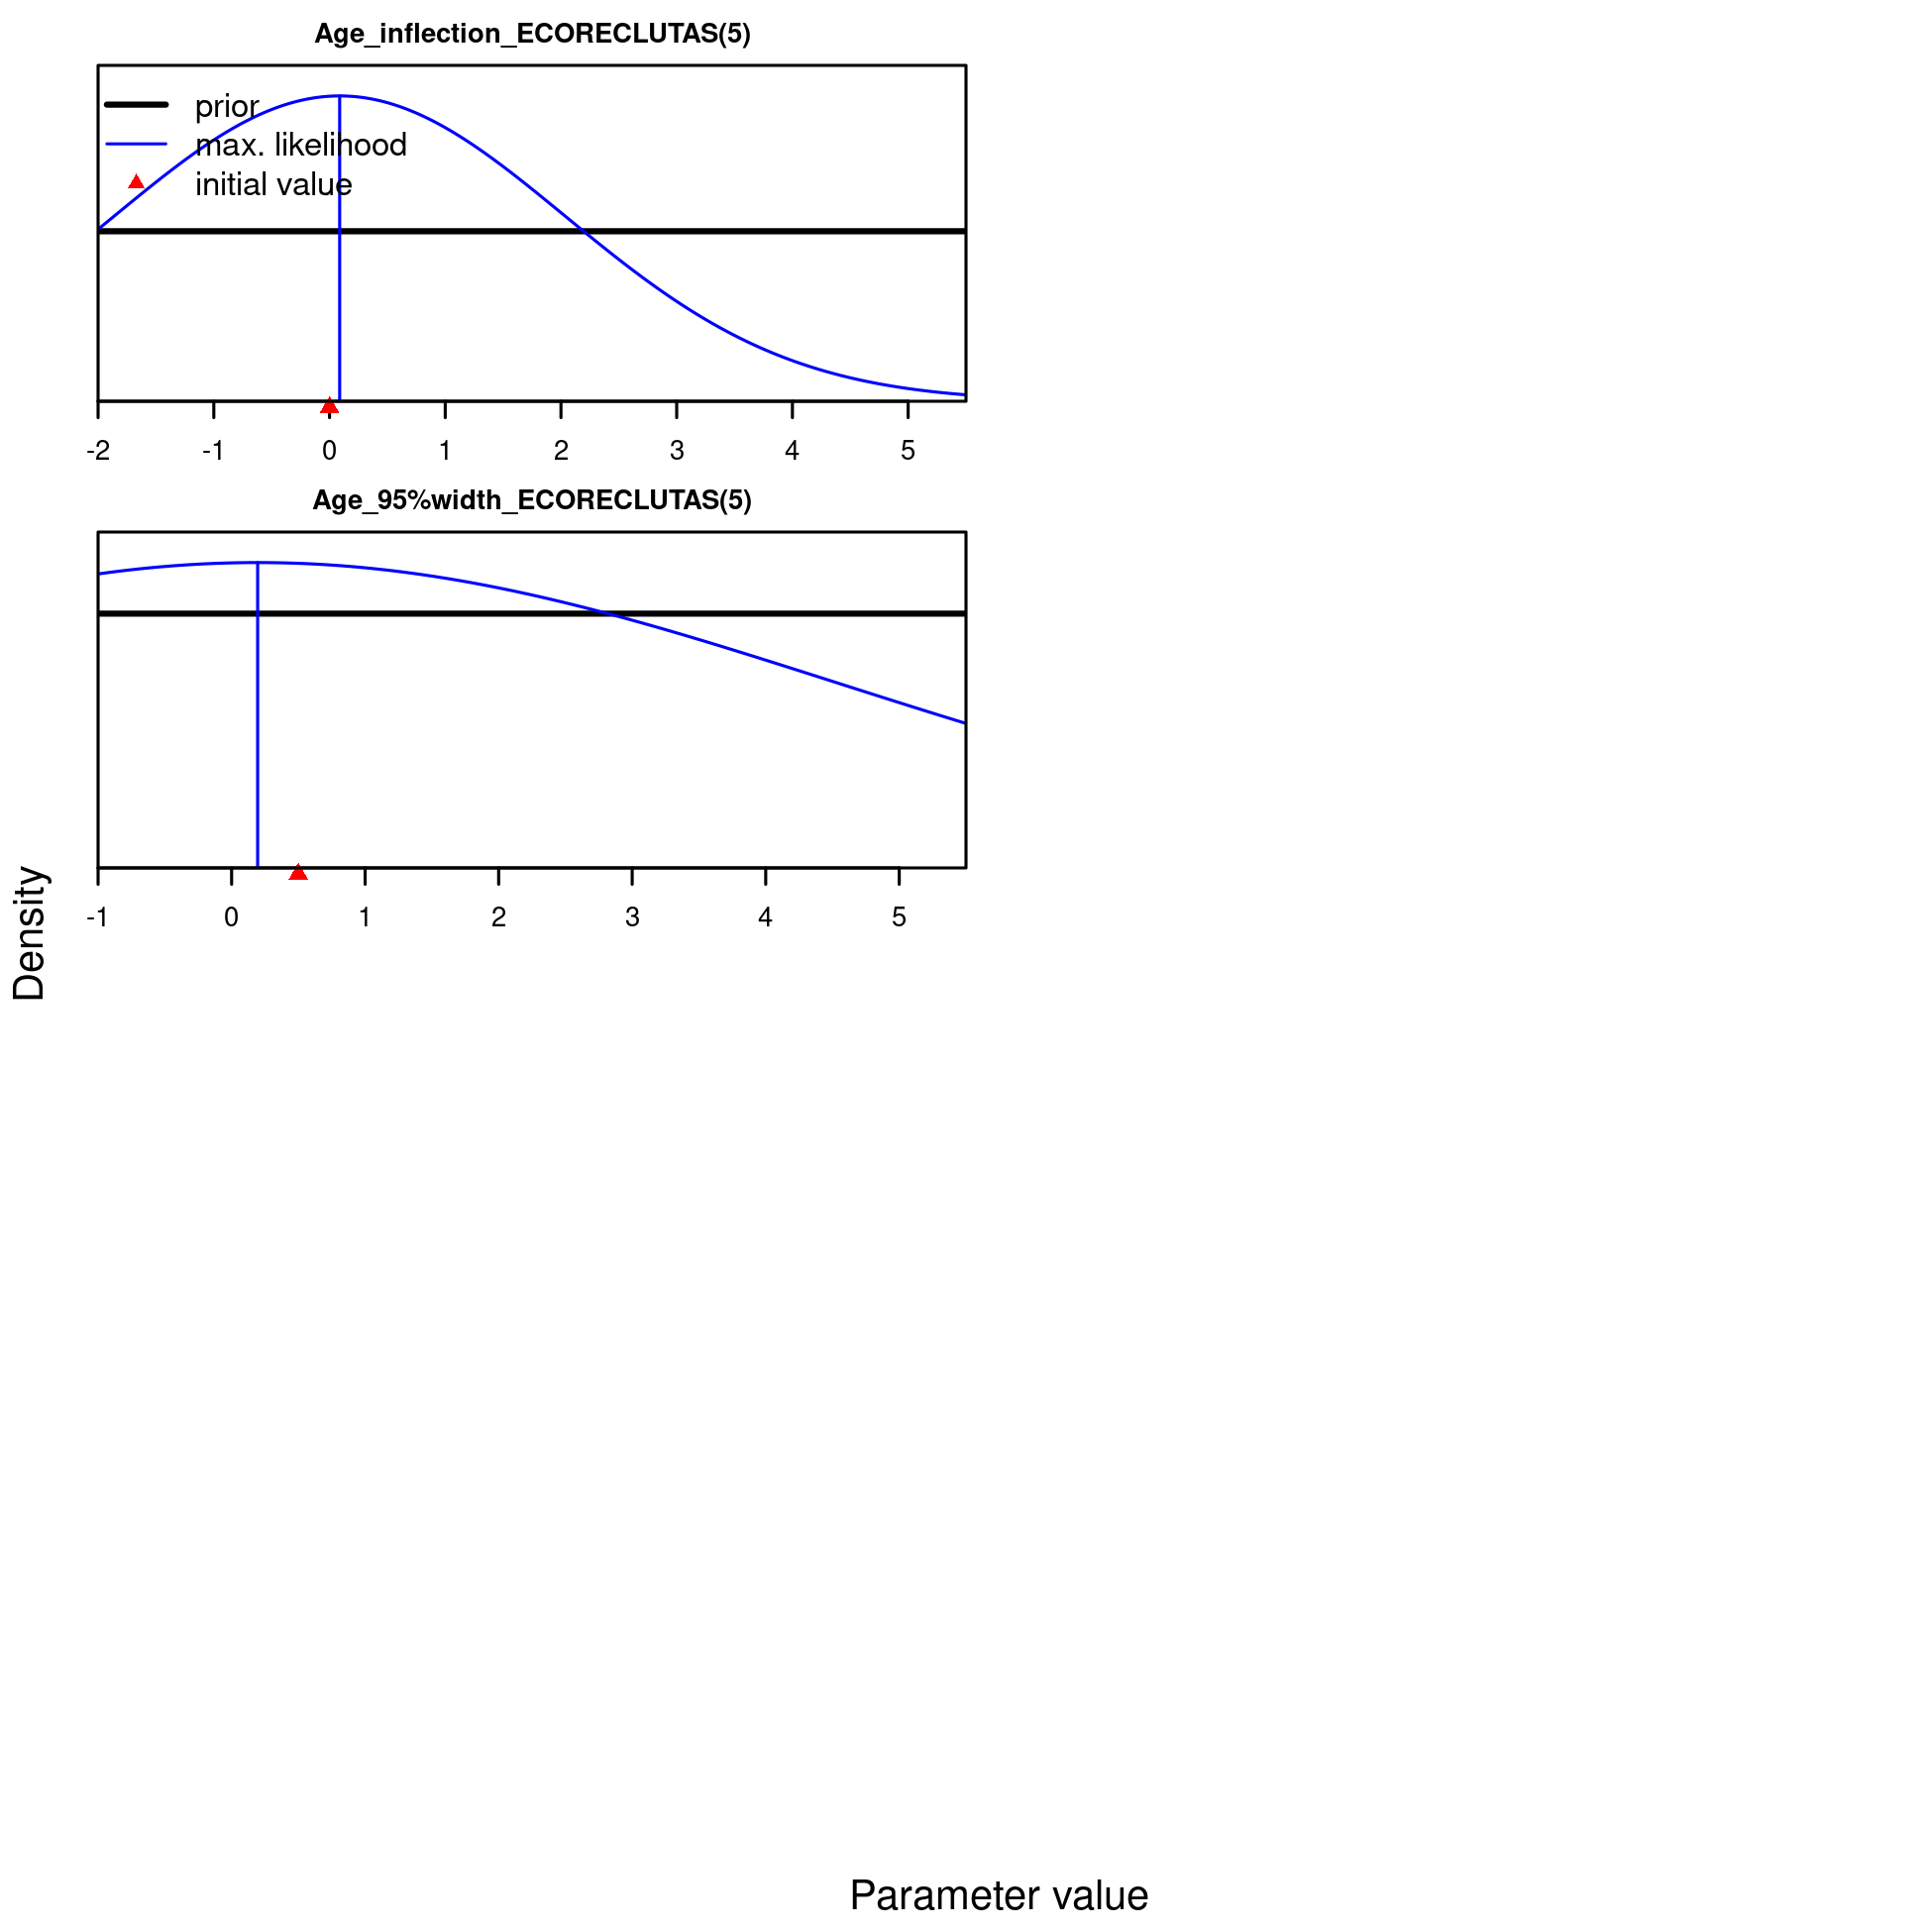 Age_inflection_ECORECLUTAS(5)
prior
max. likelihood
initial value
-2 -1 0 1 2 3 4 5
Age_95%width_ECORECLUTAS(5)
-1 0 1 2 3 4 5
Density
Parameter value